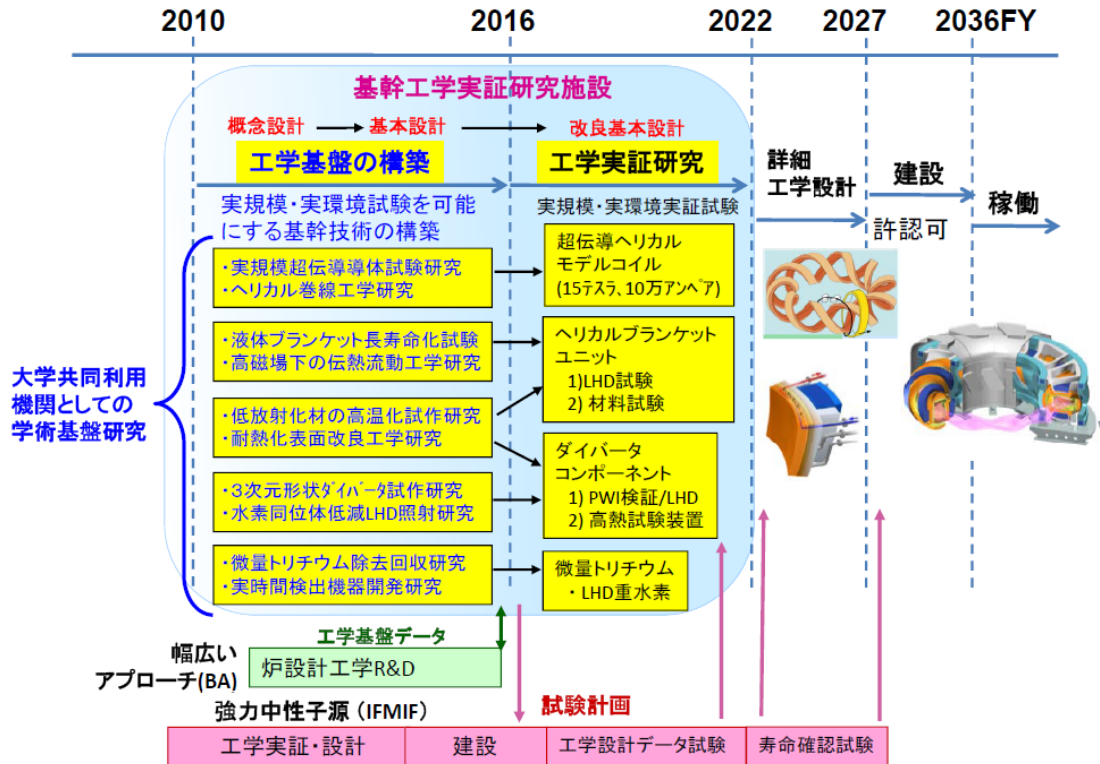 2010
2016
2022
2027
2036FY
基幹工学実証研究施設
概念設計
基本設計
改良基本設計
工学基盤の構築
工学実証研究
詳細
工学設計
建設
許認可
稼働
実規模・実環境試験を可能
にする基幹技術の構築
実規模・実環境実証試験
大学共同利用
機関としての
学術基盤研究
・実規模超伝導導体試験研究
・ヘリカル巻線工学研究
・液体ブランケット長寿命化試験
・高磁場下の伝熱流動工学研究
・低放射化材の高温化試作研究
・耐熱化表面改良工学研究
・3次元形状ダイバータ試作研究
・水素同位体低減LHD照射研究
・微量トリチウム除去回収研究
・実時間検出機器開発研究
超伝導ヘリカル
モデルコイル
(15テスラ、10万アンペア)
ヘリカルブランケット
ユニット
1)LHD試験
2) 材料試験
ダイバータ
コンポーネント
1) PWI検証/LHD
2) 高熱試験装置
微量トリチウム
・LHD重水素
工学基盤データ
幅広い
アプローチ(BA)
炉設計工学R&D
強力中性子源（IFMIF）
試験計画
工学実証・設計
建設
工学設計データ試験
寿命確認試験